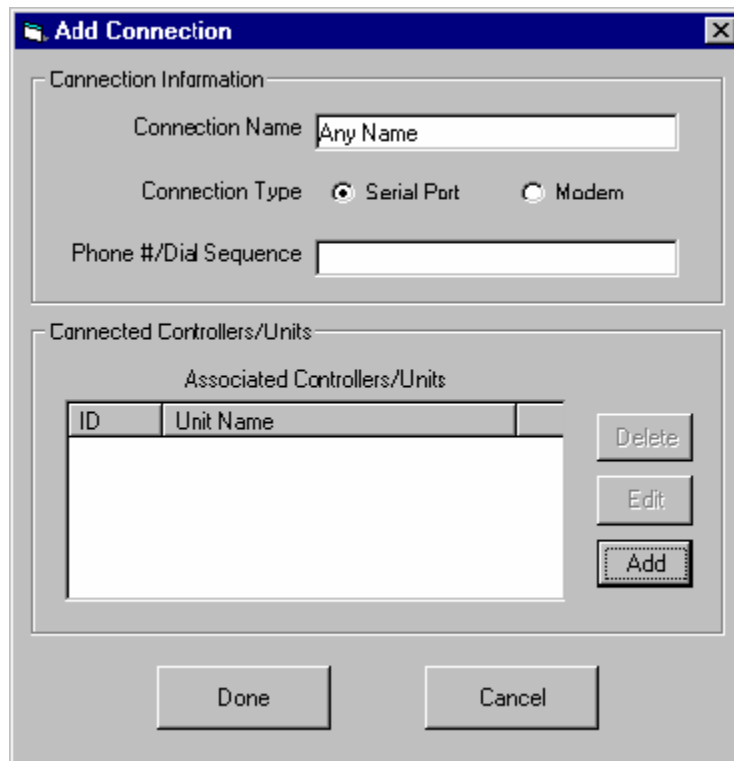 Add Connection
Connection Information
Connection Name Any Name
Connection Type Serial Port Modem
Phone #/Dial Sequence
Connected Controllers/Units
Associated Controllers/Units
ID Unit Name
Delete
Edit
Add
Done Cancel